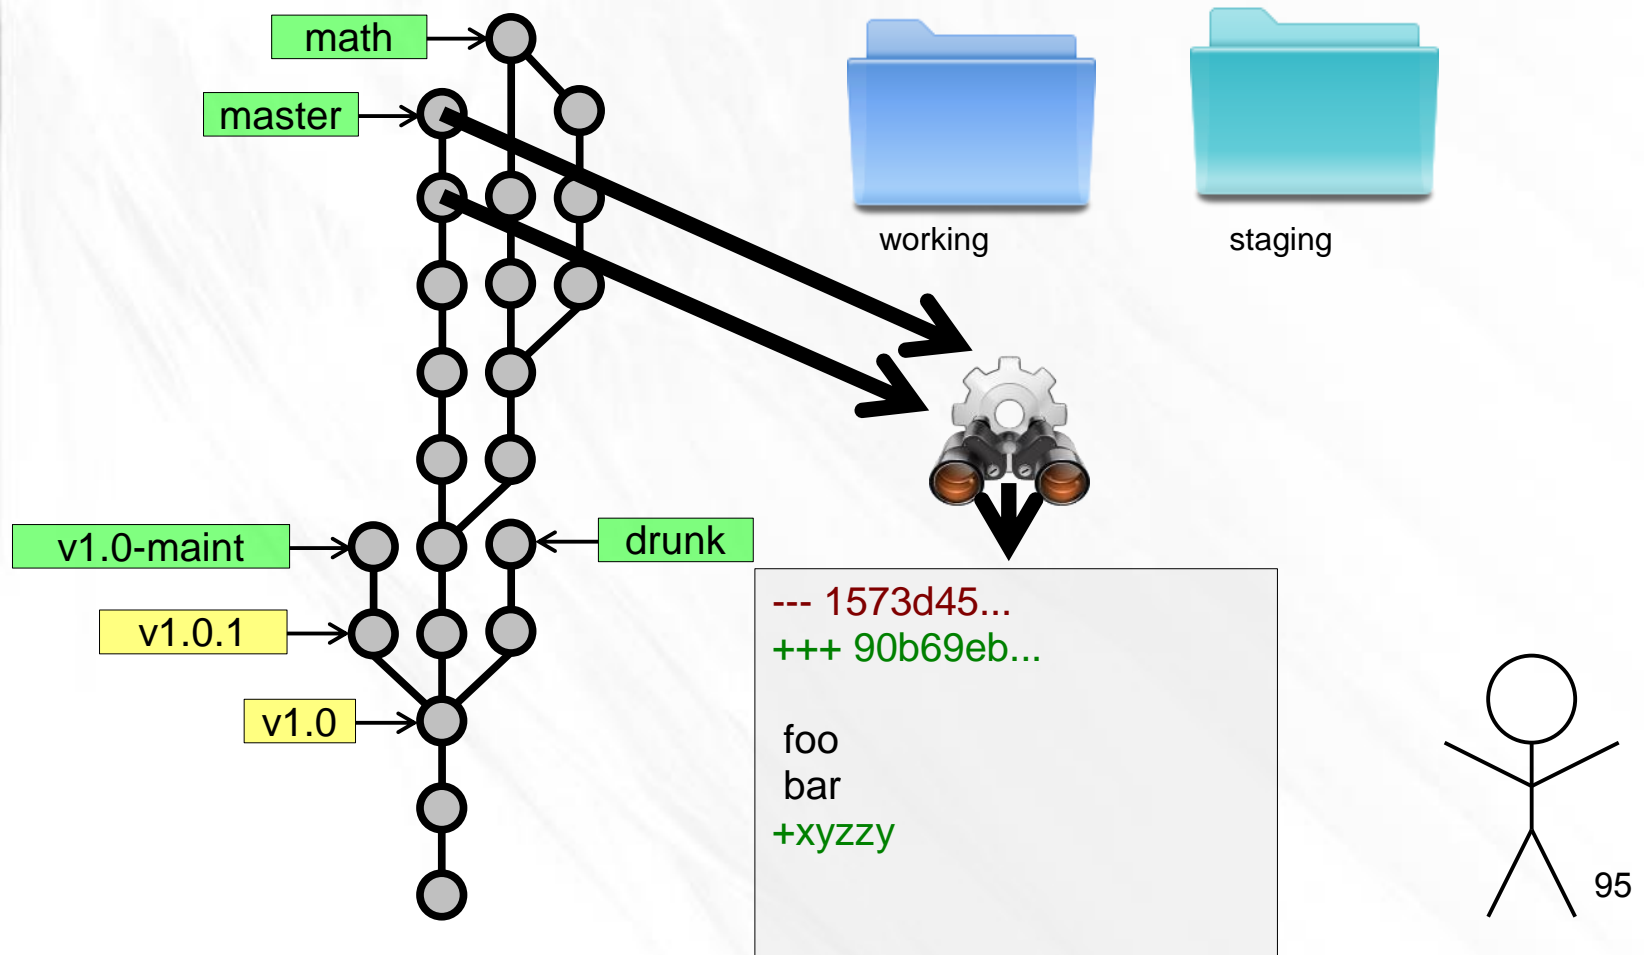 math
master
working
staging
v1.0-maint
drunk
v1.0.1
v1.0
--- 1573d45...
+++ 90b69eb...
foo
bar
+xyzzy
95